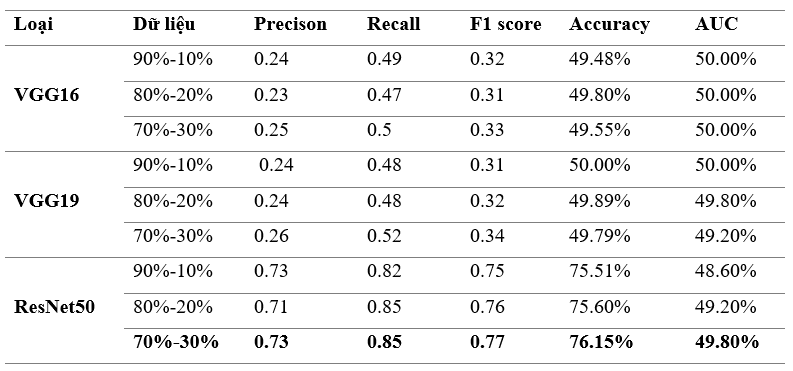 Loại Dữ liệu Precison Recall F1 score Accuracy AUC
90%-10% 0.24 0.49 0.32 49.48% 50.00%
VGG16 80%-20% 0.23 0.47 0.31 49.80% 50.00%
70%-30% 0.25 0.5 0.33 49.55% 50.00%
90%-10% 0.24 0.48 0.31 50.00% 50.00%
VGG19 80%-20% 0.24 0.48 0.32 49.89% 49.80%
70%-30% 0.26 0.52 0.34 49.79% 49.20%
90%-10% 0.73 0.82 0.75 75.51% 48.60%
ResNet50 80%-20% 0.71 0.85 0.76 75.60% 49.20%
70%-30% 0.73 0.85 0.77 76.15% 49.80%